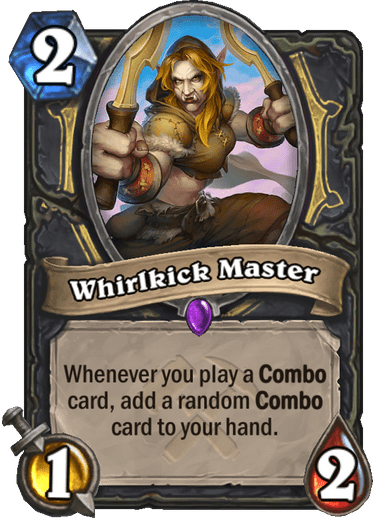 2
Whirlkick Master
Whenever you play a Combo
card, add a random Combo
card to your hand.
1
2